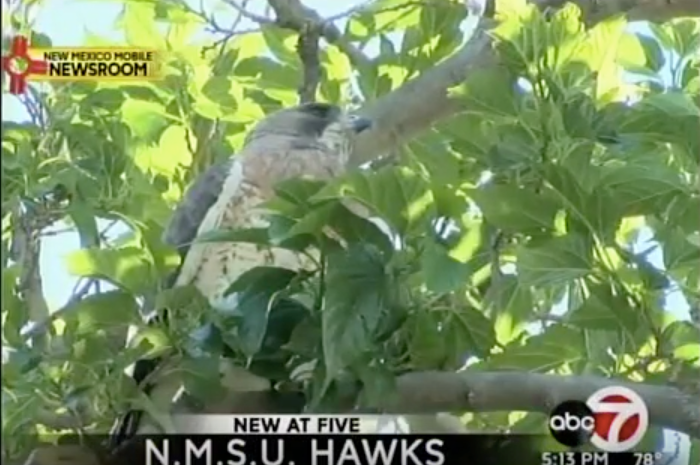 NEW MEXICO MOBILE
NEWSROOM
NEW AT FIVE
N.M.S.U. HAWKS
abc 7
5:13 PM 78°